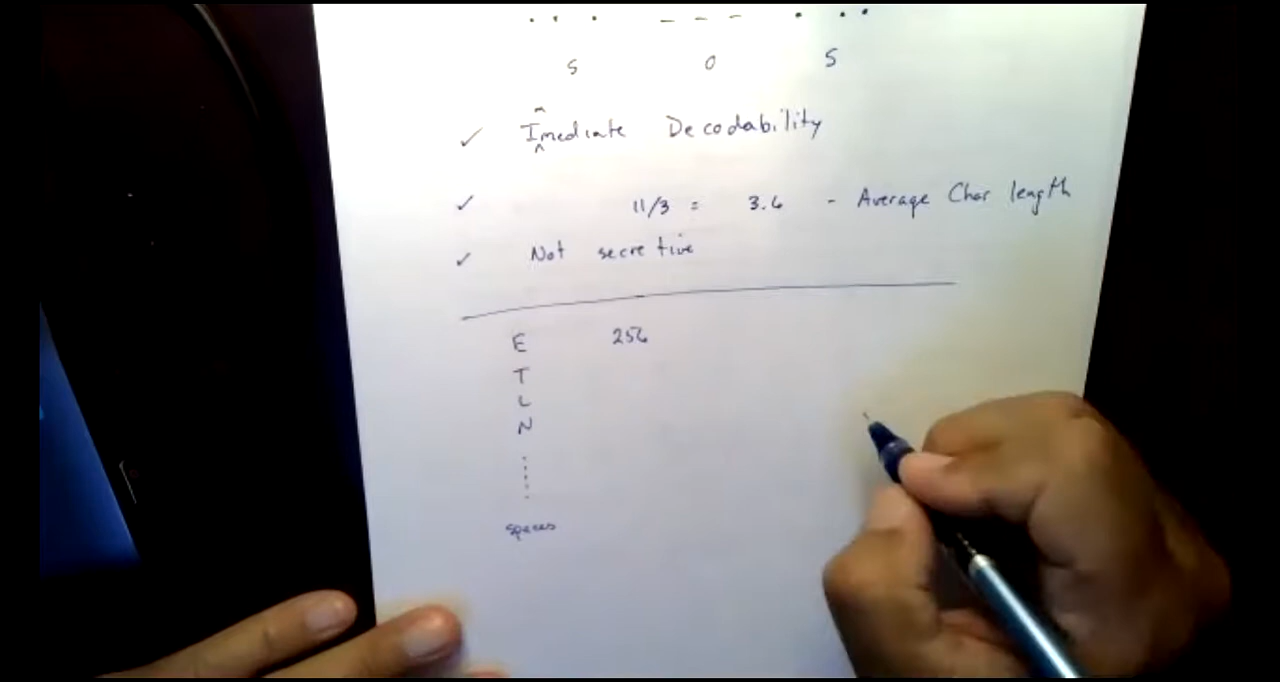 ... _ _ _ ...
S O S
✓ Imediate Decodability
✓ 11/3 = 3.6 - Average Char length
✓ Not secretive
E 256
T
L
N
spaces